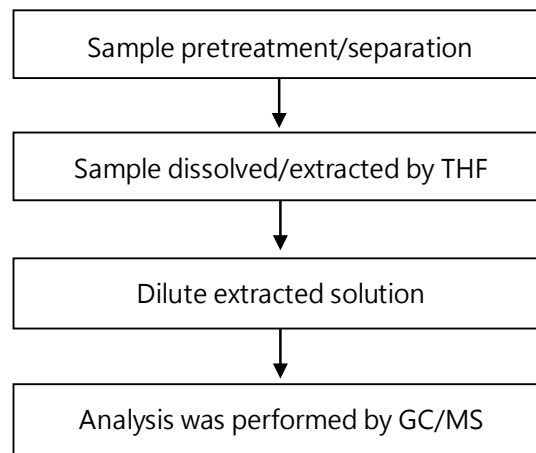 Sample pretreatment/separation
Sample dissolved/extracted by THF
Dilute extracted solution
Analysis was performed by GC/MS